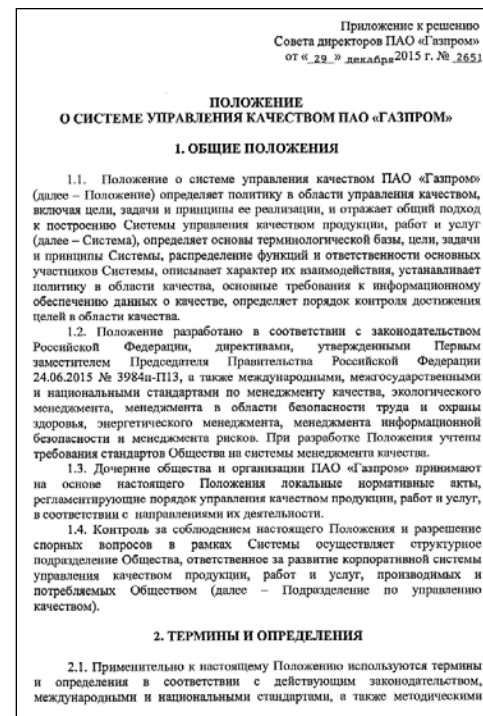 Приложение к решению
Совета директоров ПАО «Газпром»
от « 29 » декабря 2015 г. № 2651
ПОЛОЖЕНИЕ
О СИСТЕМЕ УПРАВЛЕНИЯ КАЧЕСТВОМ ПАО «ГАЗПРОМ»
1. ОБЩИЕ ПОЛОЖЕНИЯ
1.1. Положение о системе управления качеством ПАО «Газпром»
(далее – Положение) определяет политику в области управления качеством,
включая цели, задачи и принципы ее реализации, и отражает общий подход
к построению Системы управления качеством продукции, работ и услуг
(далее – Система), определяет основы терминологической базы, цели, задачи
и принципы Системы, распределение функций и ответственности основных
участников Системы, описывает характер их взаимодействия, устанавливает
политику в области качества, основные требования к информационному
обеспечению данных о качестве, определяет порядок контроля достижения
целей в области качества.
1.2. Положение разработано в соответствии с законодательством
Российской Федерации, директивами, утвержденными Первым
заместителем Председателя Правительства Российской Федерации
24.06.2015 № 3984п-П13, а также международными, межгосударственными
и национальными стандартами по менеджменту качества, экологического
менеджмента, менеджмента в области безопасности труда и охраны
здоровья, энергетического менеджмента, менеджмента информационной
безопасности и менеджмента рисков. При разработке Положения учтены
требования стандартов Общества на системы менеджмента качества.
1.3. Дочерние общества и организации ПАО «Газпром» принимают
на основе настоящего Положения локальные нормативные акты,
регламентирующие порядок управления качеством продукции, работ и услуг,
в соответствии с направлениями их деятельности.
1.4. Контроль за соблюдением настоящего Положения и разрешение
спорных вопросов в рамках Системы осуществляет структурное
подразделение Общества, ответственное за развитие корпоративной системы
управления качеством продукции, работ и услуг, производимых и
потребляемых Обществом (далее – Подразделение по управлению
качеством).
2. ТЕРМИНЫ И ОПРЕДЕЛЕНИЯ
2.1. Применительно к настоящему Положению используются термины
и определения в соответствии с действующим законодательством,
международными и национальными стандартами, а также методическими